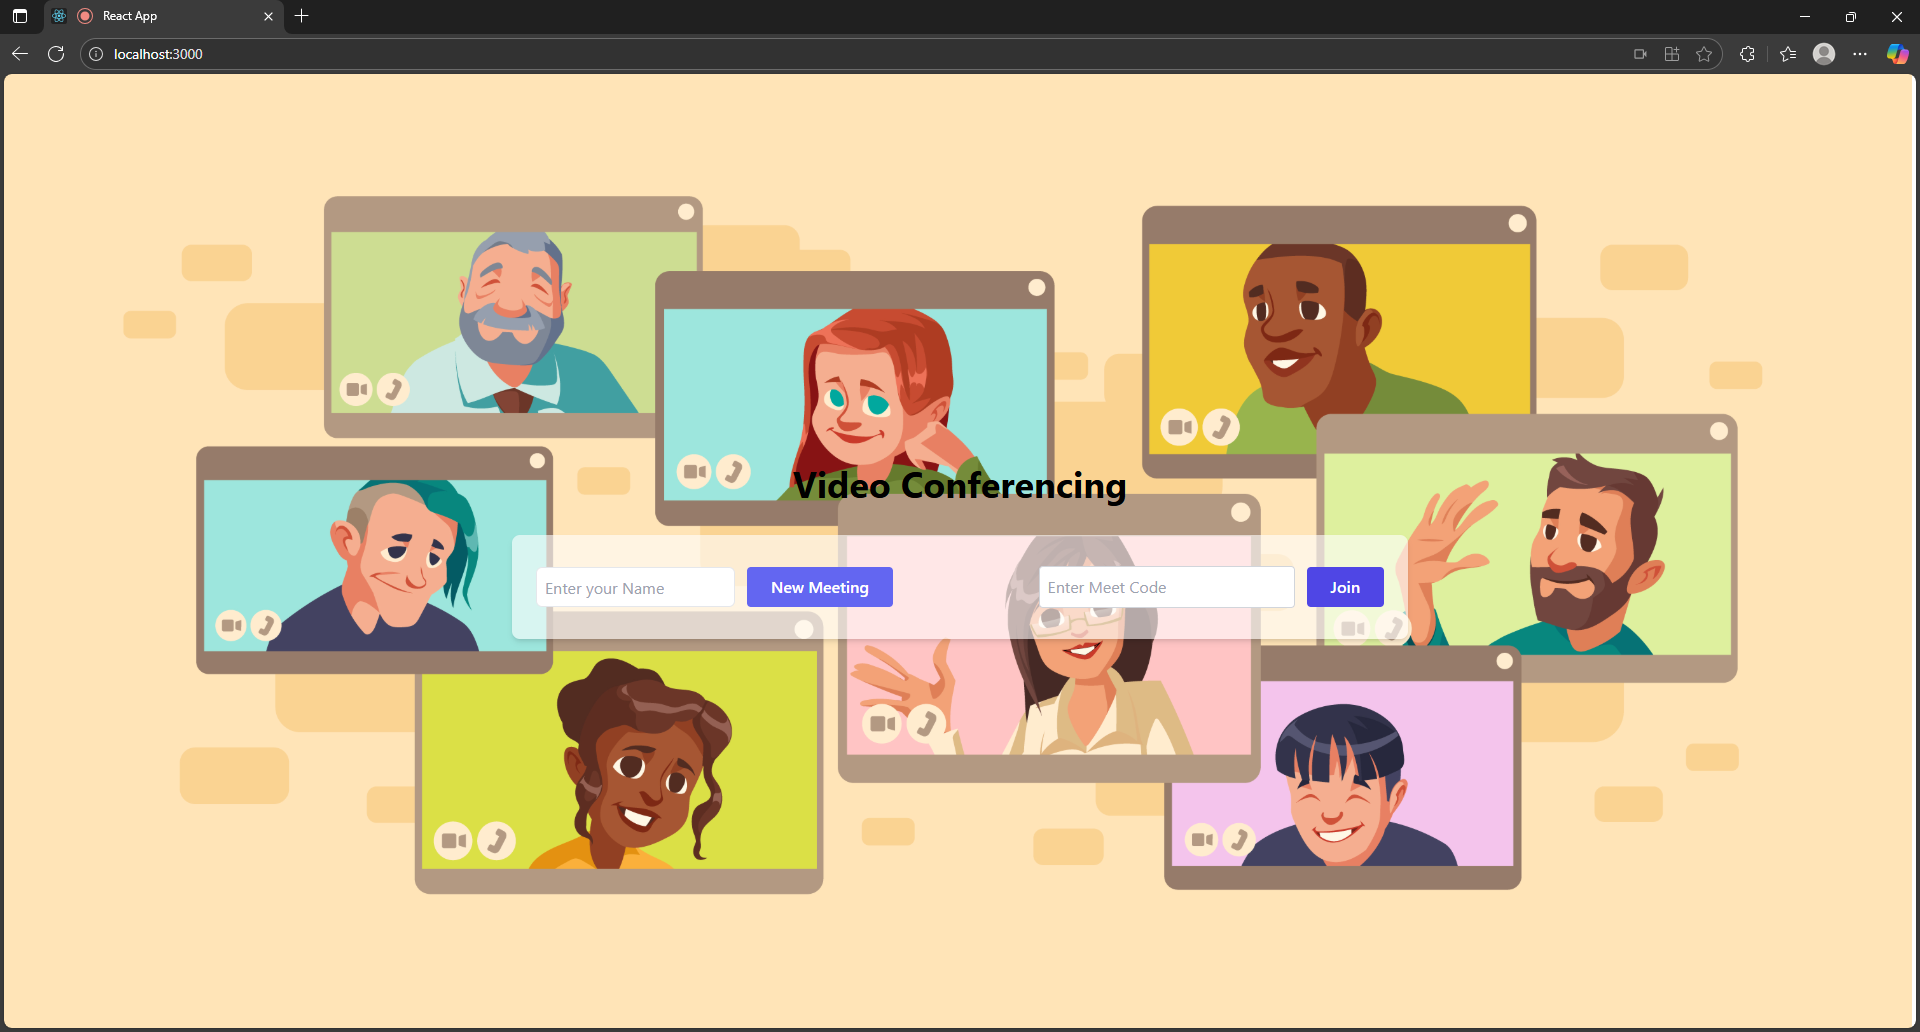 React App
localhost:3000
Video Conferencing
Enter your Name
New Meeting
Enter Meet Code
Join